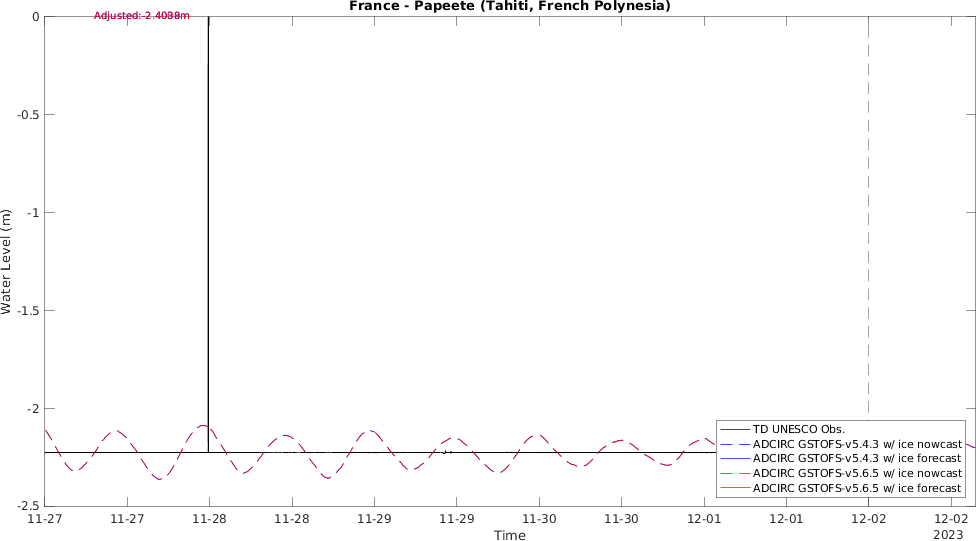 France - Papeete (Tahiti, French Polynesia)
0
-0.5
-1
-1.5
-2
-2.5
Water Level (m)
TD UNESCO Obs.
ADCIRC GSTOFS-v5.4.3 w/ ice nowcast
ADCIRC GSTOFS-v5.4.3 w/ ice forecast
ADCIRC GSTOFS-v5.6.5 w/ ice nowcast
ADCIRC GSTOFS-v5.6.5 w/ ice forecast
11-27 11-27 11-28 11-28 11-29 11-29 11-30 11-30 12-01 12-01 12-02 12-02
2023
Time
Adjusted: